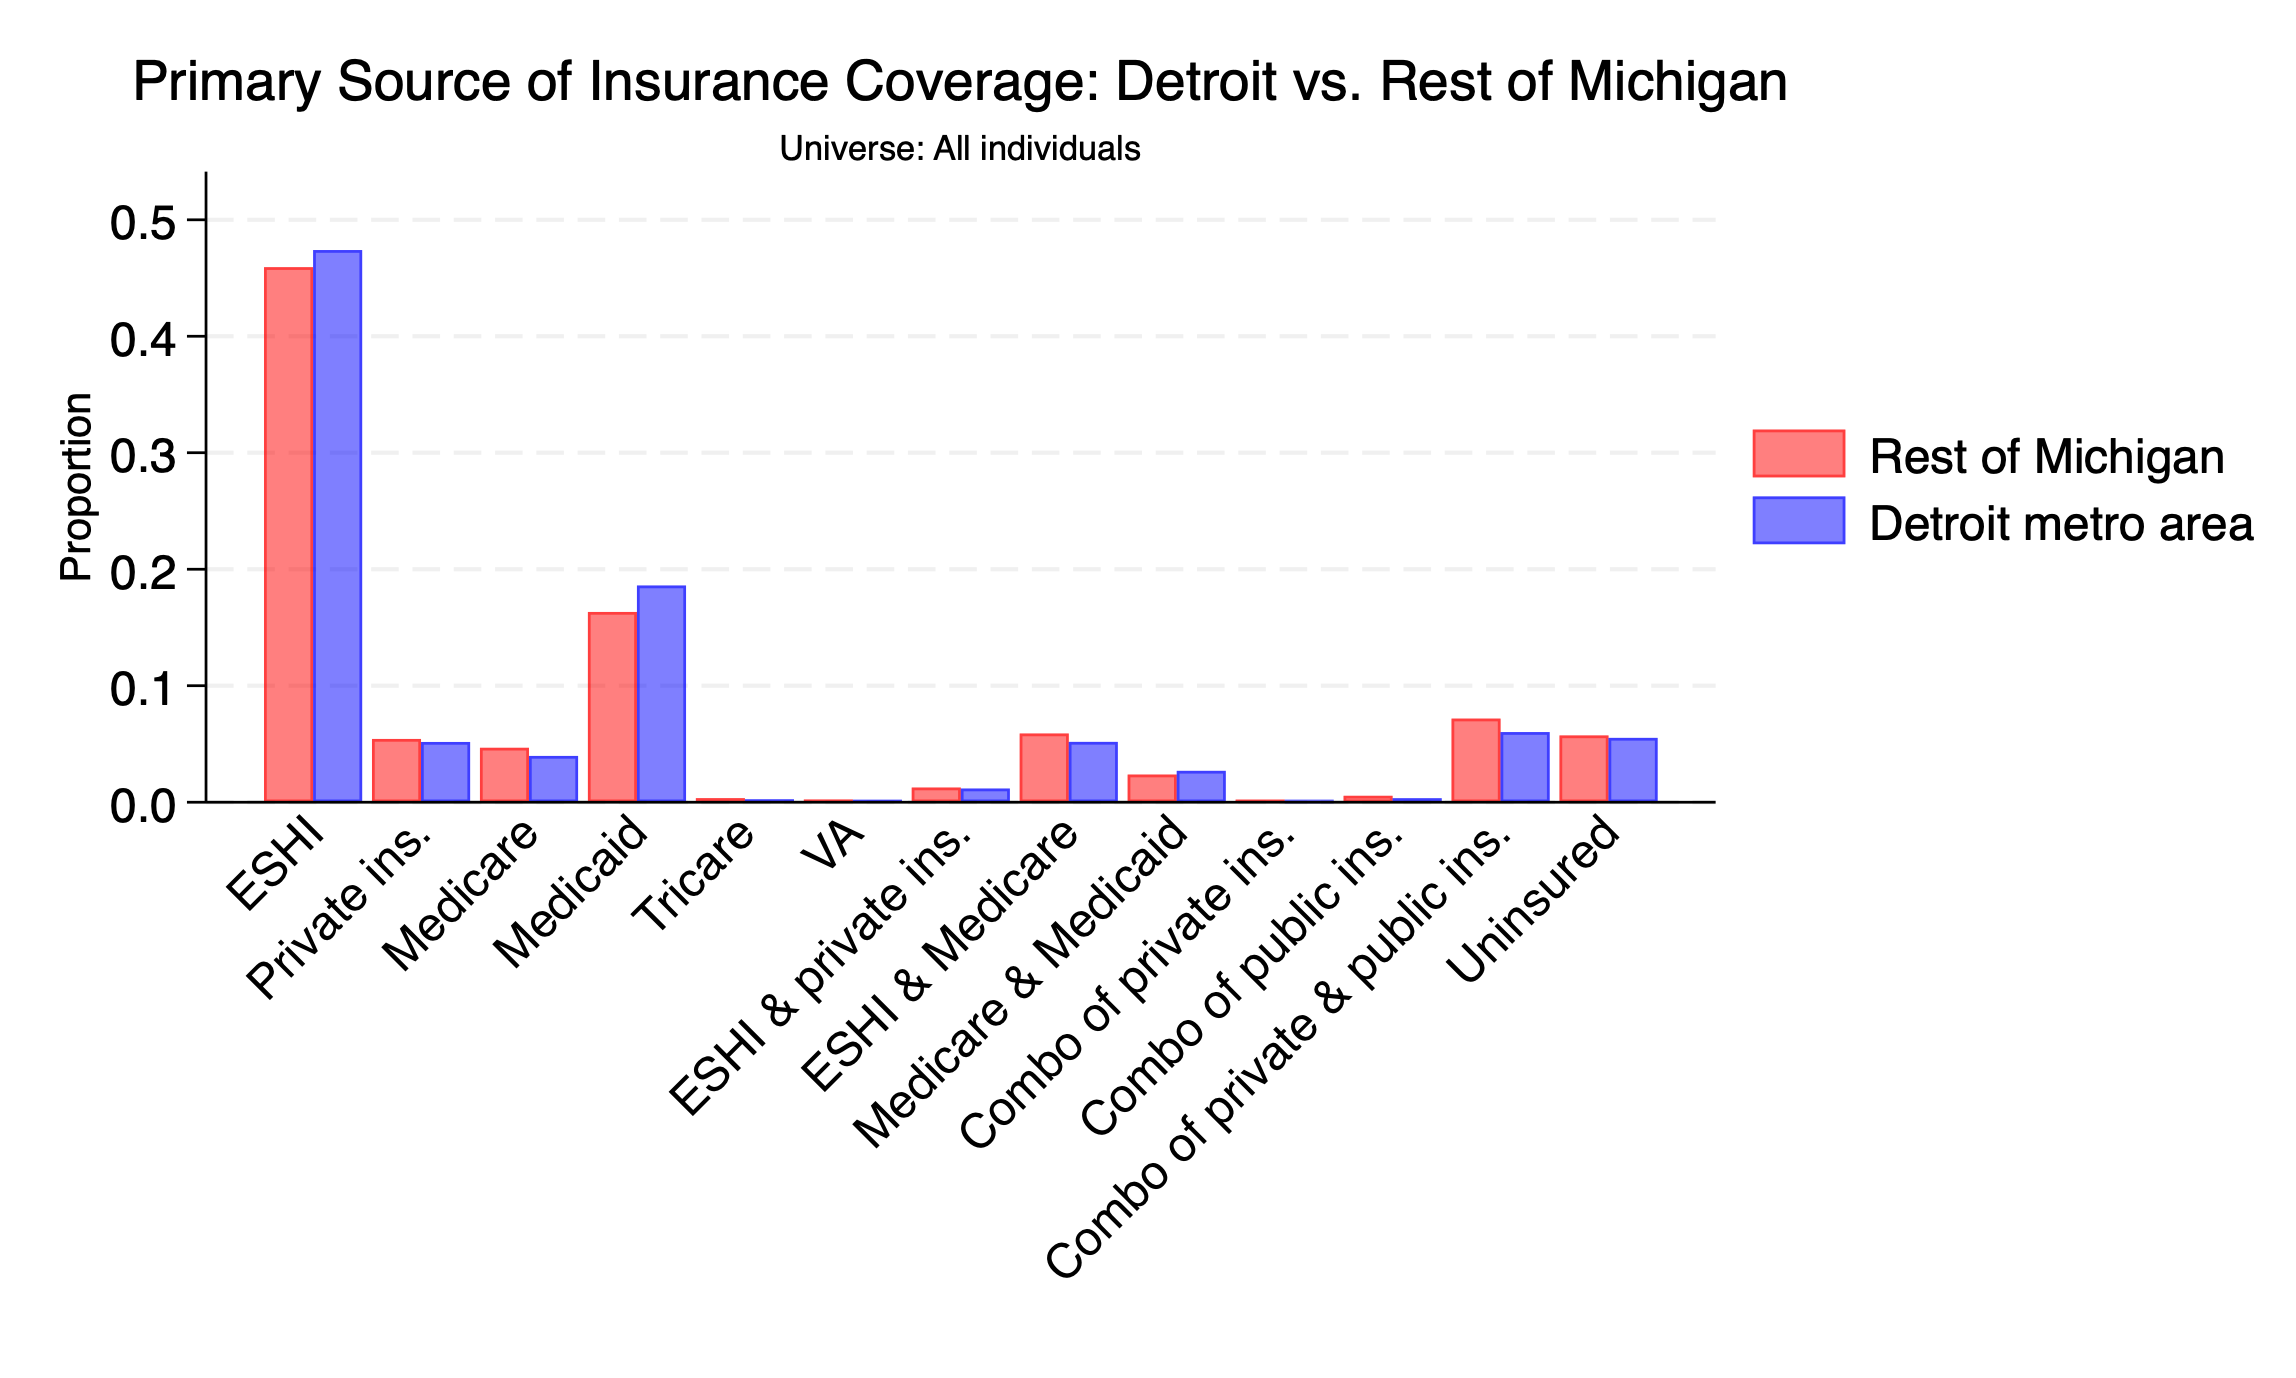 Primary Source of Insurance Coverage: Detroit vs. Rest of Michigan
Universe: All individuals
Proportion
0.5
0.4
0.3
0.2
0.1
0.0
ESHI
Private ins.
Medicare
Medicaid
Tricare
VA
ESHI & private ins.
ESHI & Medicare
Medicare & Medicaid
Combo of private ins.
Combo of public ins.
Combo of private & public ins.
Uninsured
Rest of Michigan
Detroit metro area